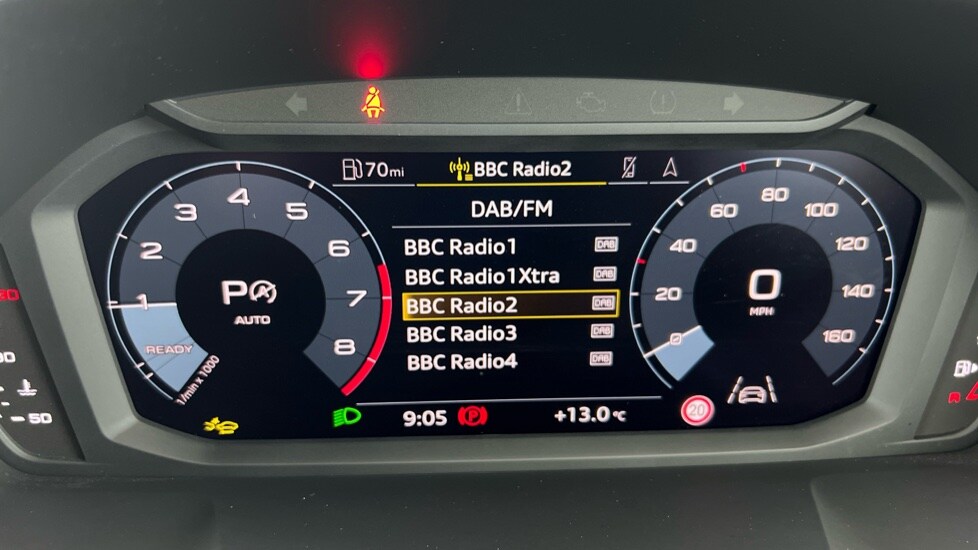 70mi BBC Radio2
DAB/FM
BBC Radio1 DAB
BBC Radio1Xtra DAB
BBC Radio2 DAB
BBC Radio3 DAB
BBC Radio4 DAB
1 2 3 4 5 6 7 8
P A
AUTO
READY
1/min x 1000
0 20 40 60 80 100 120 140 160
0
MPH
9:05 P +13.0°C
20
50
90
R